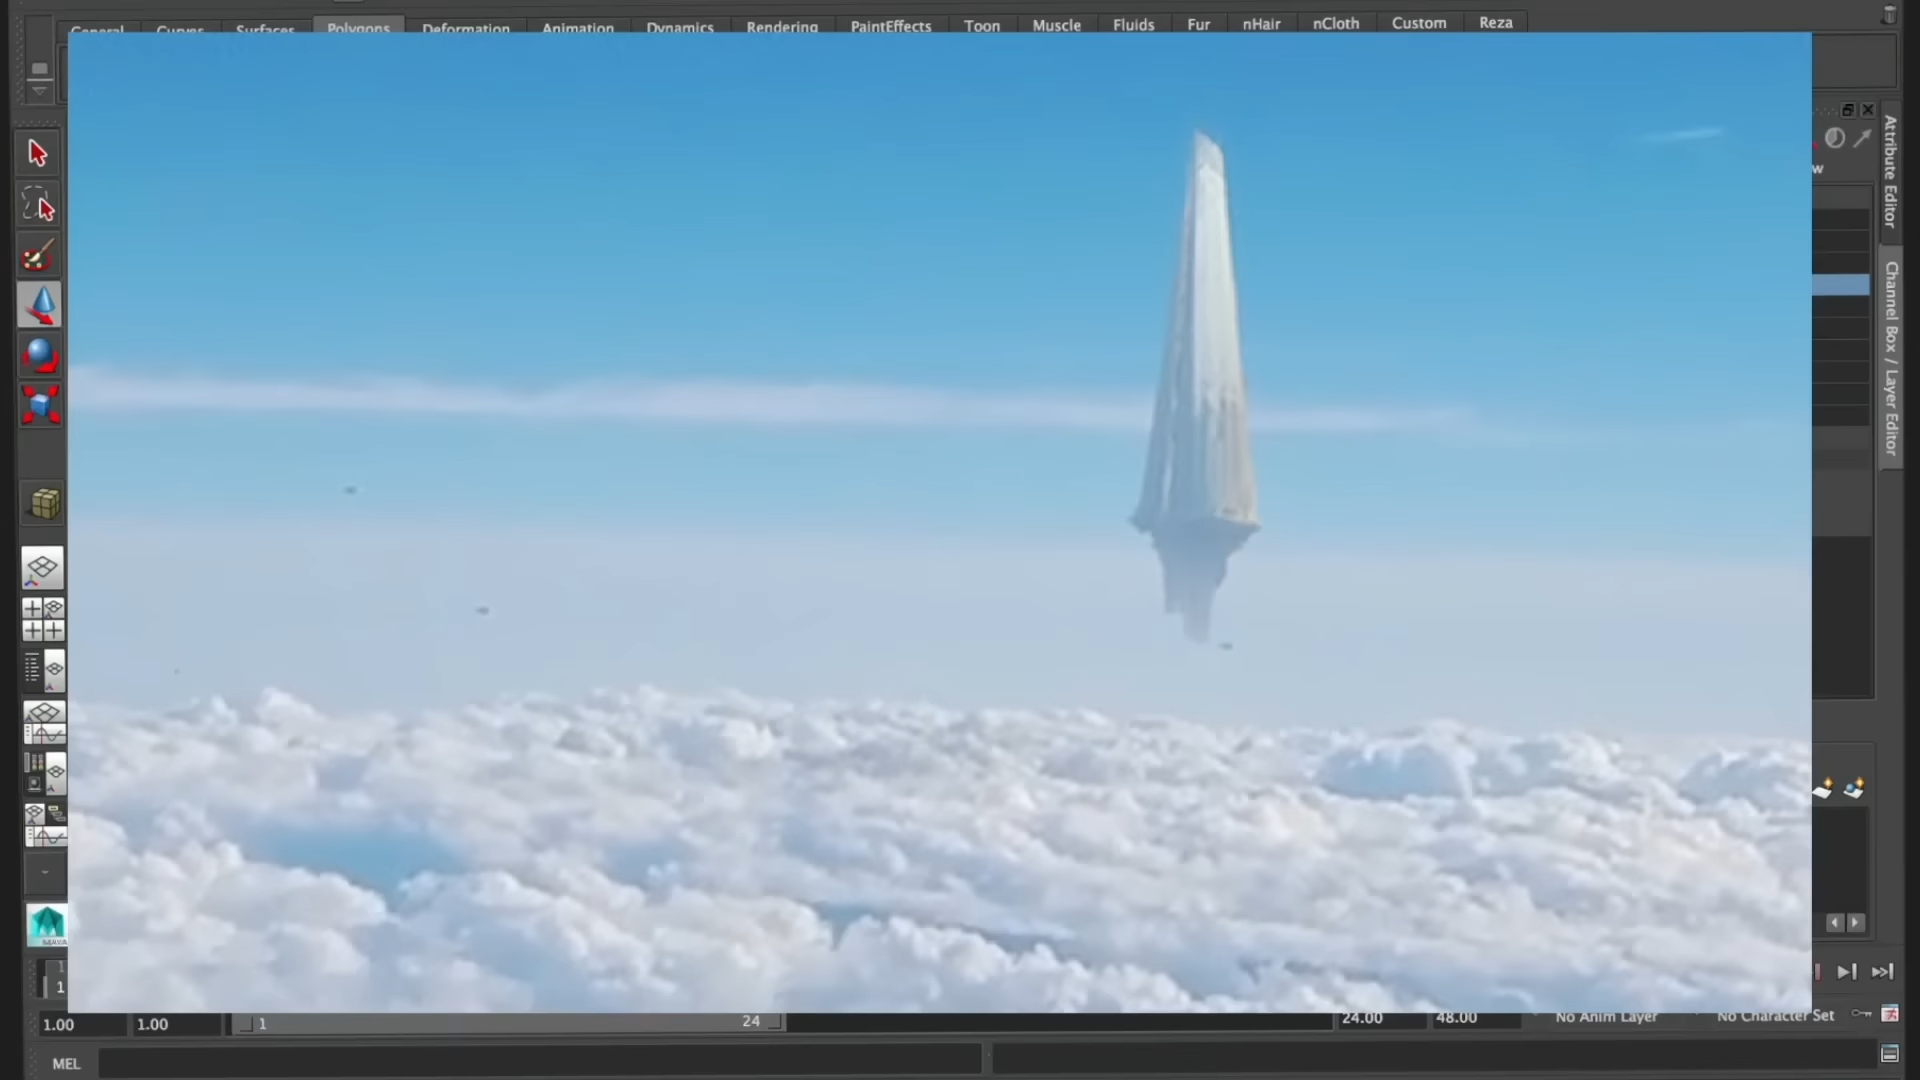 General Curves Surfaces Polygons Deformation Animation Dynamics Rendering PaintEffects Toon Muscle Fluids Fur nHair nCloth Custom Reza
Attribute Editor
w
Channel Box / Layer Editor
1
1
1.00 1.00 1 24 24.00 48.00 No Anim Layer No Character Set
MEL